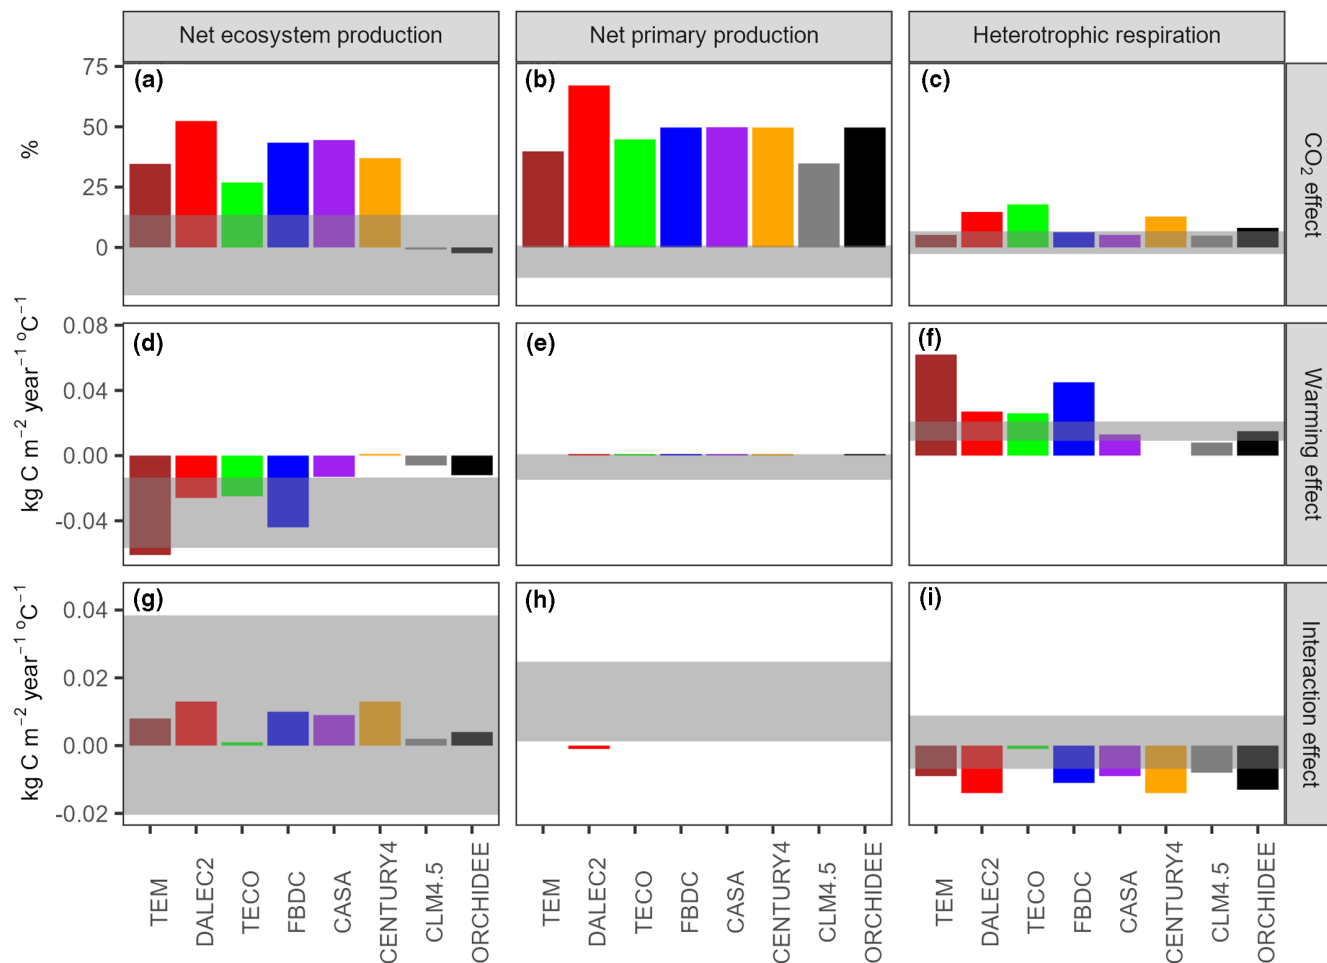 Net ecosystem production
Net primary production
Heterotrophic respiration
(a)
(b)
(c)
75
50
25
0
%
CO₂ effect
(d)
(e)
(f)
0.08
0.04
0.00
-0.04
kg C m⁻² year⁻¹ °C⁻¹
Warming effect
(g)
(h)
(i)
0.04
0.02
0.00
-0.02
kg C m⁻² year⁻¹ °C⁻¹
Interaction effect
TEM
DALEC2
TECO
FBDC
CASA
CENTURY4
CLM4.5
ORCHIDEE
TEM
DALEC2
TECO
FBDC
CASA
CENTURY4
CLM4.5
ORCHIDEE
TEM
DALEC2
TECO
FBDC
CASA
CENTURY4
CLM4.5
ORCHIDEE